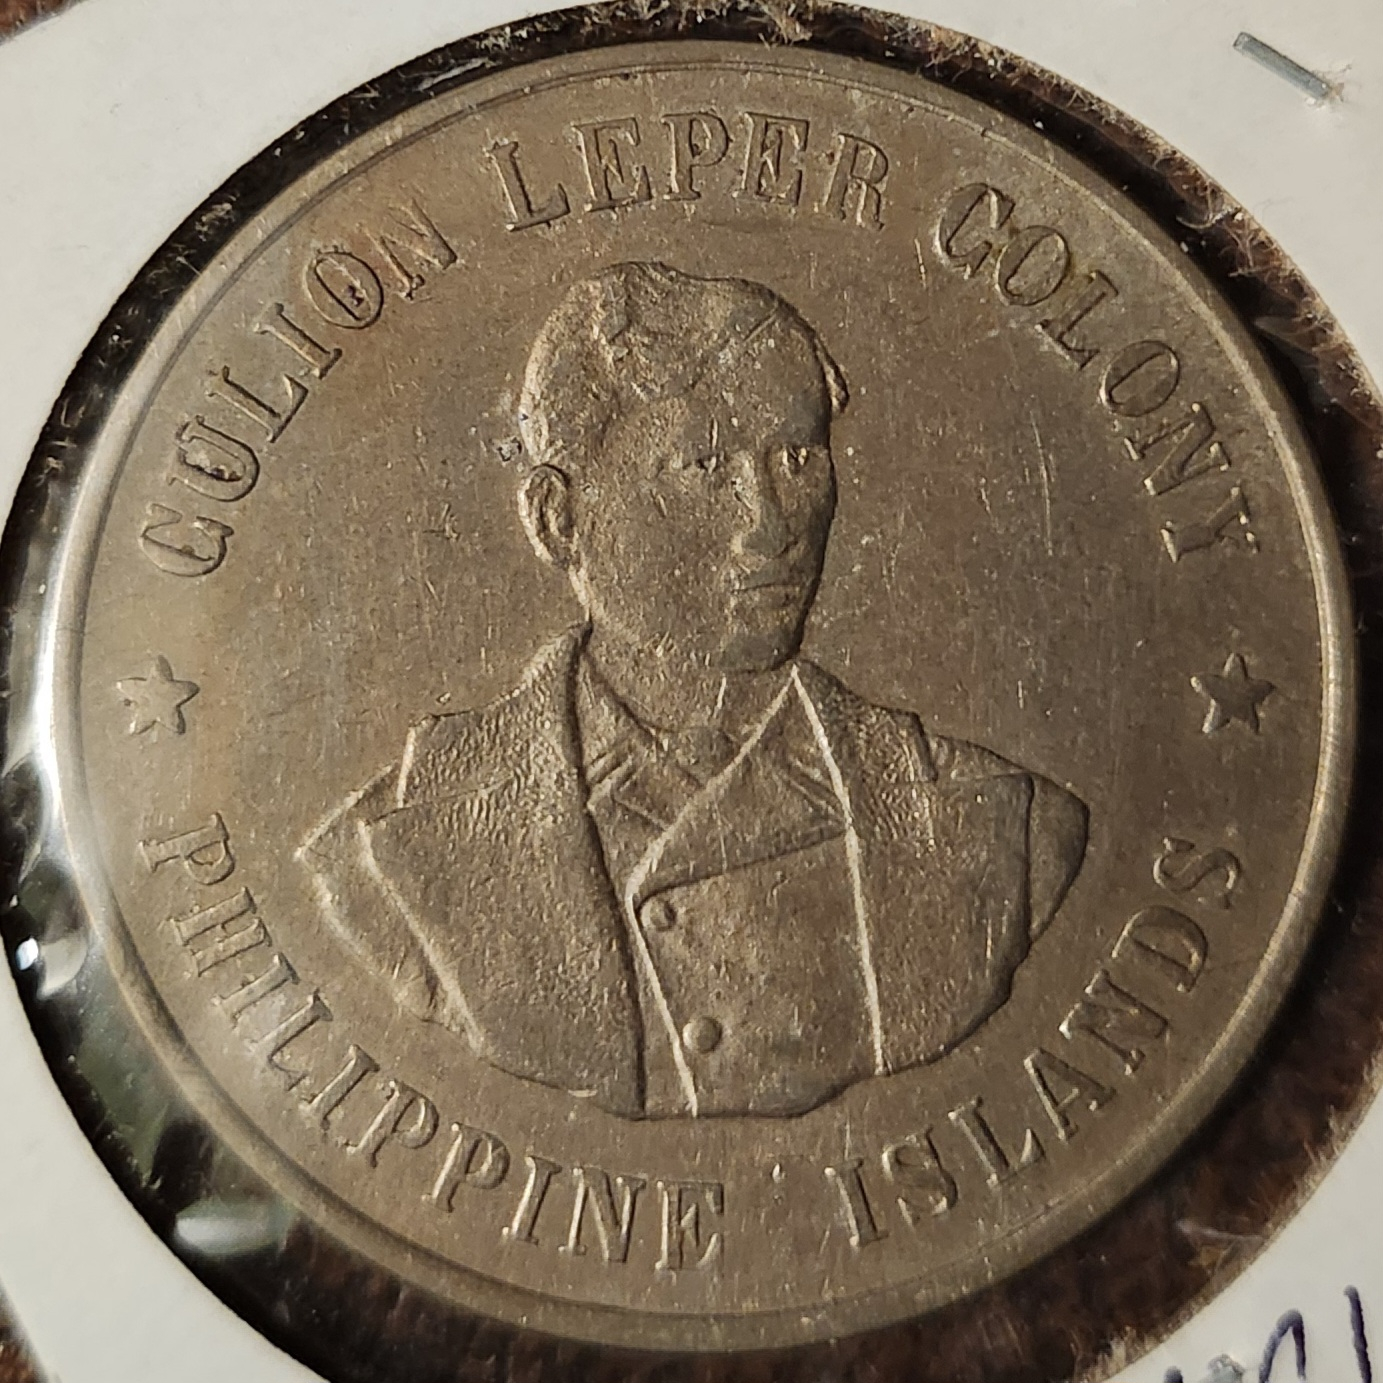 CULION LEPER COLONY
★ ★
PHILIPPINE ISLANDS